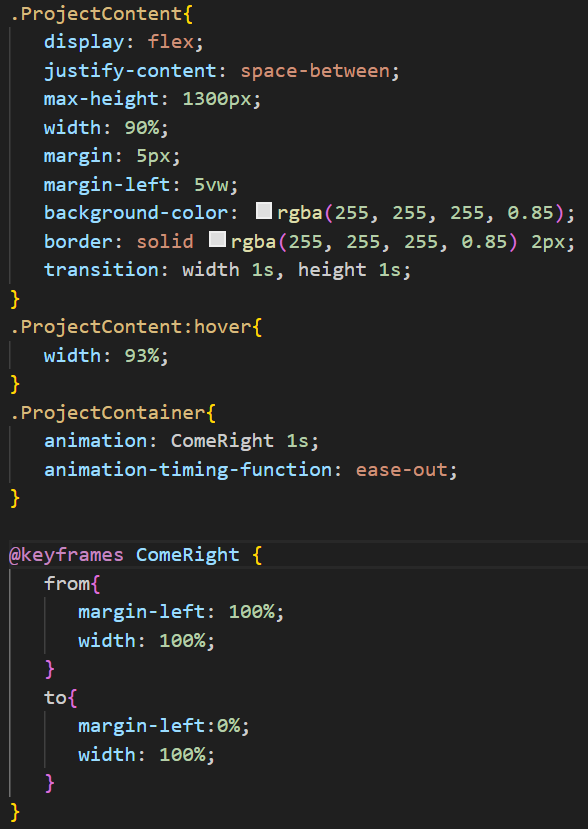 .ProjectContent{
display: flex;
justify-content: space-between;
max-height: 1300px;
width: 90%;
margin: 5px;
margin-left: 5vw;
background-color: rgba(255, 255, 255, 0.85);
border: solid rgba(255, 255, 255, 0.85) 2px;
transition: width 1s, height 1s;
}
.ProjectContent:hover{
width: 93%;
}
.ProjectContainer{
animation: ComeRight 1s;
animation-timing-function: ease-out;
}
@keyframes ComeRight {
from{
margin-left: 100%;
width: 100%;
}
to{
margin-left:0%;
width: 100%;
}
}